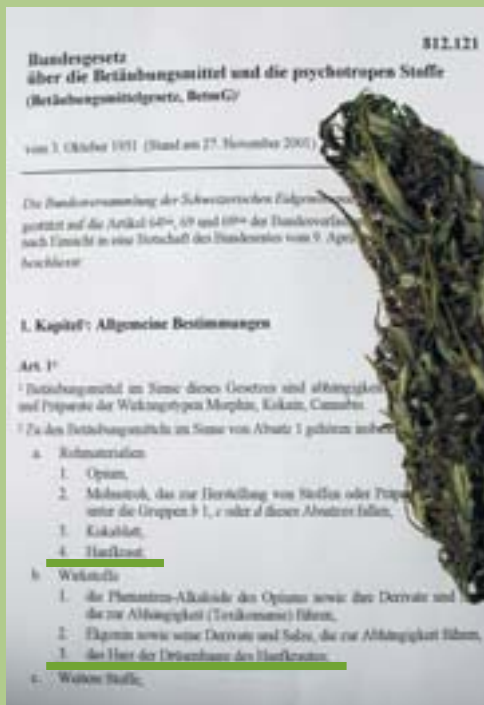 812.121
Bundesgesetz
über die Betäubungsmittel und die psychotropen Stoffe
(Betäubungsmittelgesetz, BetmG)¹
vom 3. Oktober 1951 (Stand am 27. November 2001)
Die Bundesversammlung der Schweizerischen
gestützt auf die Artikel 64bis, 69 und 69bis der
nach Einsicht in eine Botschaft des Bundesrates vom 9. April
beschliesst:
1. Kapitel: Allgemeine Bestimmungen
Art. 1
Betäubungsmittel im Sinne dieses Gesetzes sind
und Präparate der Wirkungstypen Morphin, Kokain, Cannabis.
² Zu den Betäubungsmitteln im Sinne von Absatz 1 gehören
a. Rohmaterialien
1. Opium,
2. Mohnstroh, das zur Herstellung von Stoffen oder
unter die Gruppen b 1, c oder d dieses Absatzes fallen,
3. Kokablatt,
4. Hanfkraut;
b. Wirkstoffe
1. die Phenantren-Alkaloide des Opiums sowie ihre Derivate und
die zur Abhängigkeit (Toxikomanie) führen,
2. Ekgonin sowie seine Derivate und Salze, die zur Abhängigkeit führen,
3. das Harz der Drüsenhaare des Hanfkrautes;
c. Weitere Stoffe,